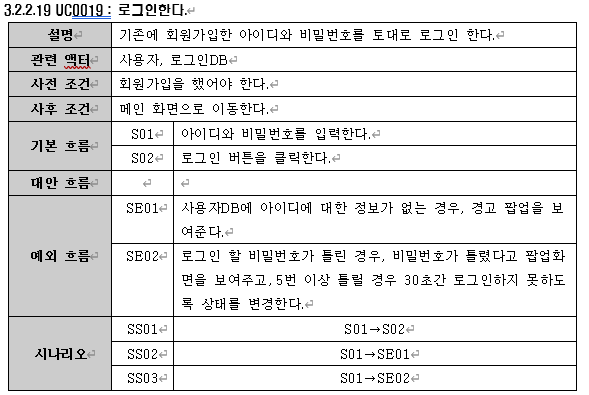 3.2.2.19 UC0019 : 로그인한다.
설명 기존에 회원가입한 아이디와 비밀번호를 토대로 로그인 한다.
관련 액터 사용자, 로그인DB
사전 조건 회원가입을 했어야 한다.
사후 조건 메인 화면으로 이동한다.
기본 흐름
S01 아이디와 비밀번호를 입력한다.
S02 로그인 버튼을 클릭한다.
대안 흐름
예외 흐름
SE01 사용자DB에 아이디에 대한 정보가 없는 경우, 경고 팝업을 보
여준다.
SE02 로그인 할 비밀번호가 틀린 경우, 비밀번호가 틀렸다고 팝업화
면을 보여주고, 5번 이상 틀릴 경우 30초간 로그인하지 못하도
록 상태를 변경한다.
시나리오
SS01 S01→S02
SS02 S01→SE01
SS03 S01→SE02